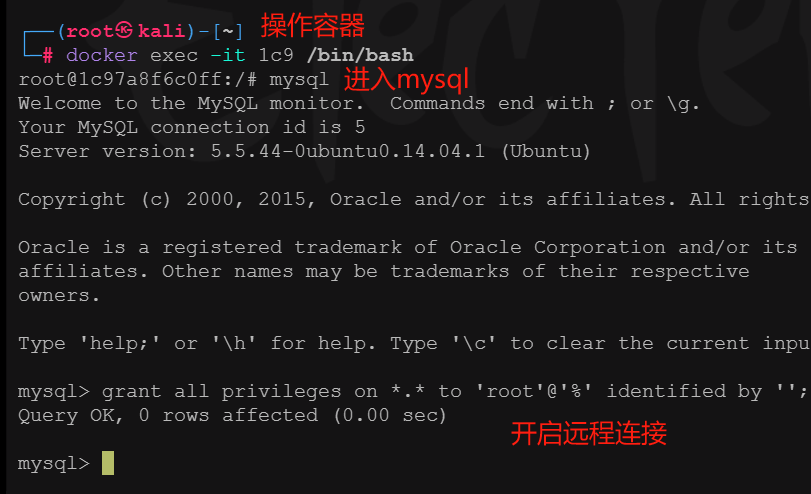 ┌──(root㉿kali)-[~] 操作容器
└─# docker exec -it 1c9 /bin/bash
root@1c97a8f6c0ff:/# mysql 进入mysql
Welcome to the MySQL monitor.  Commands end with ; or \g.
Your MySQL connection id is 5
Server version: 5.5.44-0ubuntu0.14.04.1 (Ubuntu)
Copyright (c) 2000, 2015, Oracle and/or its affiliates. All rights
Oracle is a registered trademark of Oracle Corporation and/or its
affiliates. Other names may be trademarks of their respective
owners.
Type 'help;' or '\h' for help. Type '\c' to clear the current inpu
mysql> grant all privileges on *.* to 'root'@'%' identified by '';
Query OK, 0 rows affected (0.00 sec)
开启远程连接
mysql>